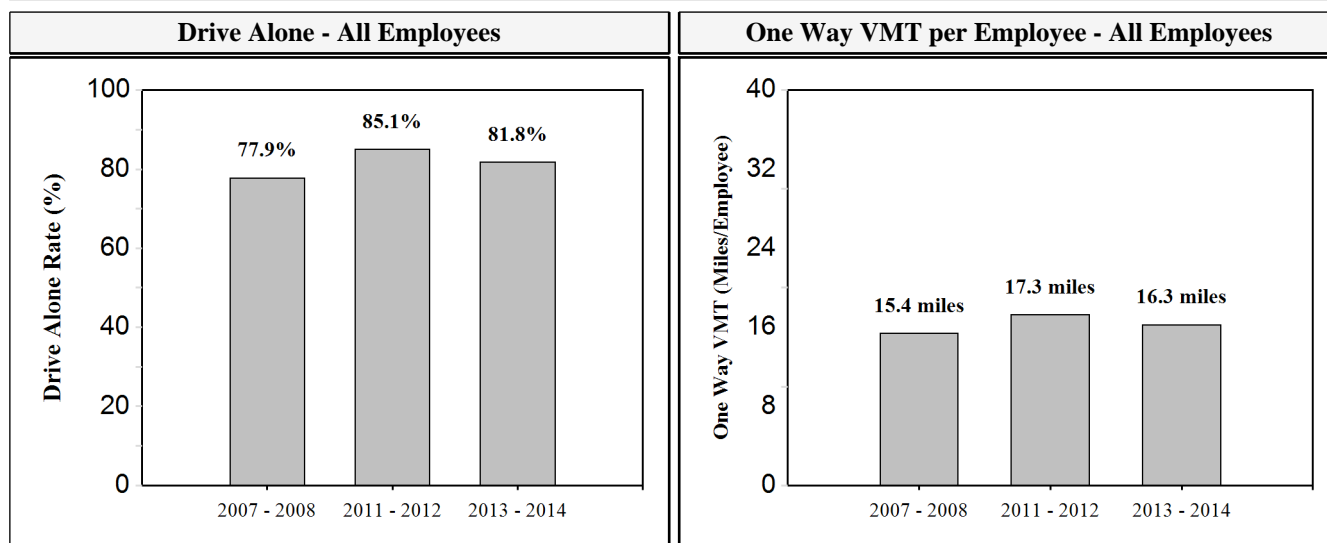 Drive Alone - All Employees
Drive Alone Rate (%)
100
80
60
40
20
0
77.9%
85.1%
81.8%
2007 - 2008
2011 - 2012
2013 - 2014
One Way VMT per Employee - All Employees
One Way VMT (Miles/Employee)
40
32
24
16
8
0
15.4 miles
17.3 miles
16.3 miles
2007 - 2008
2011 - 2012
2013 - 2014